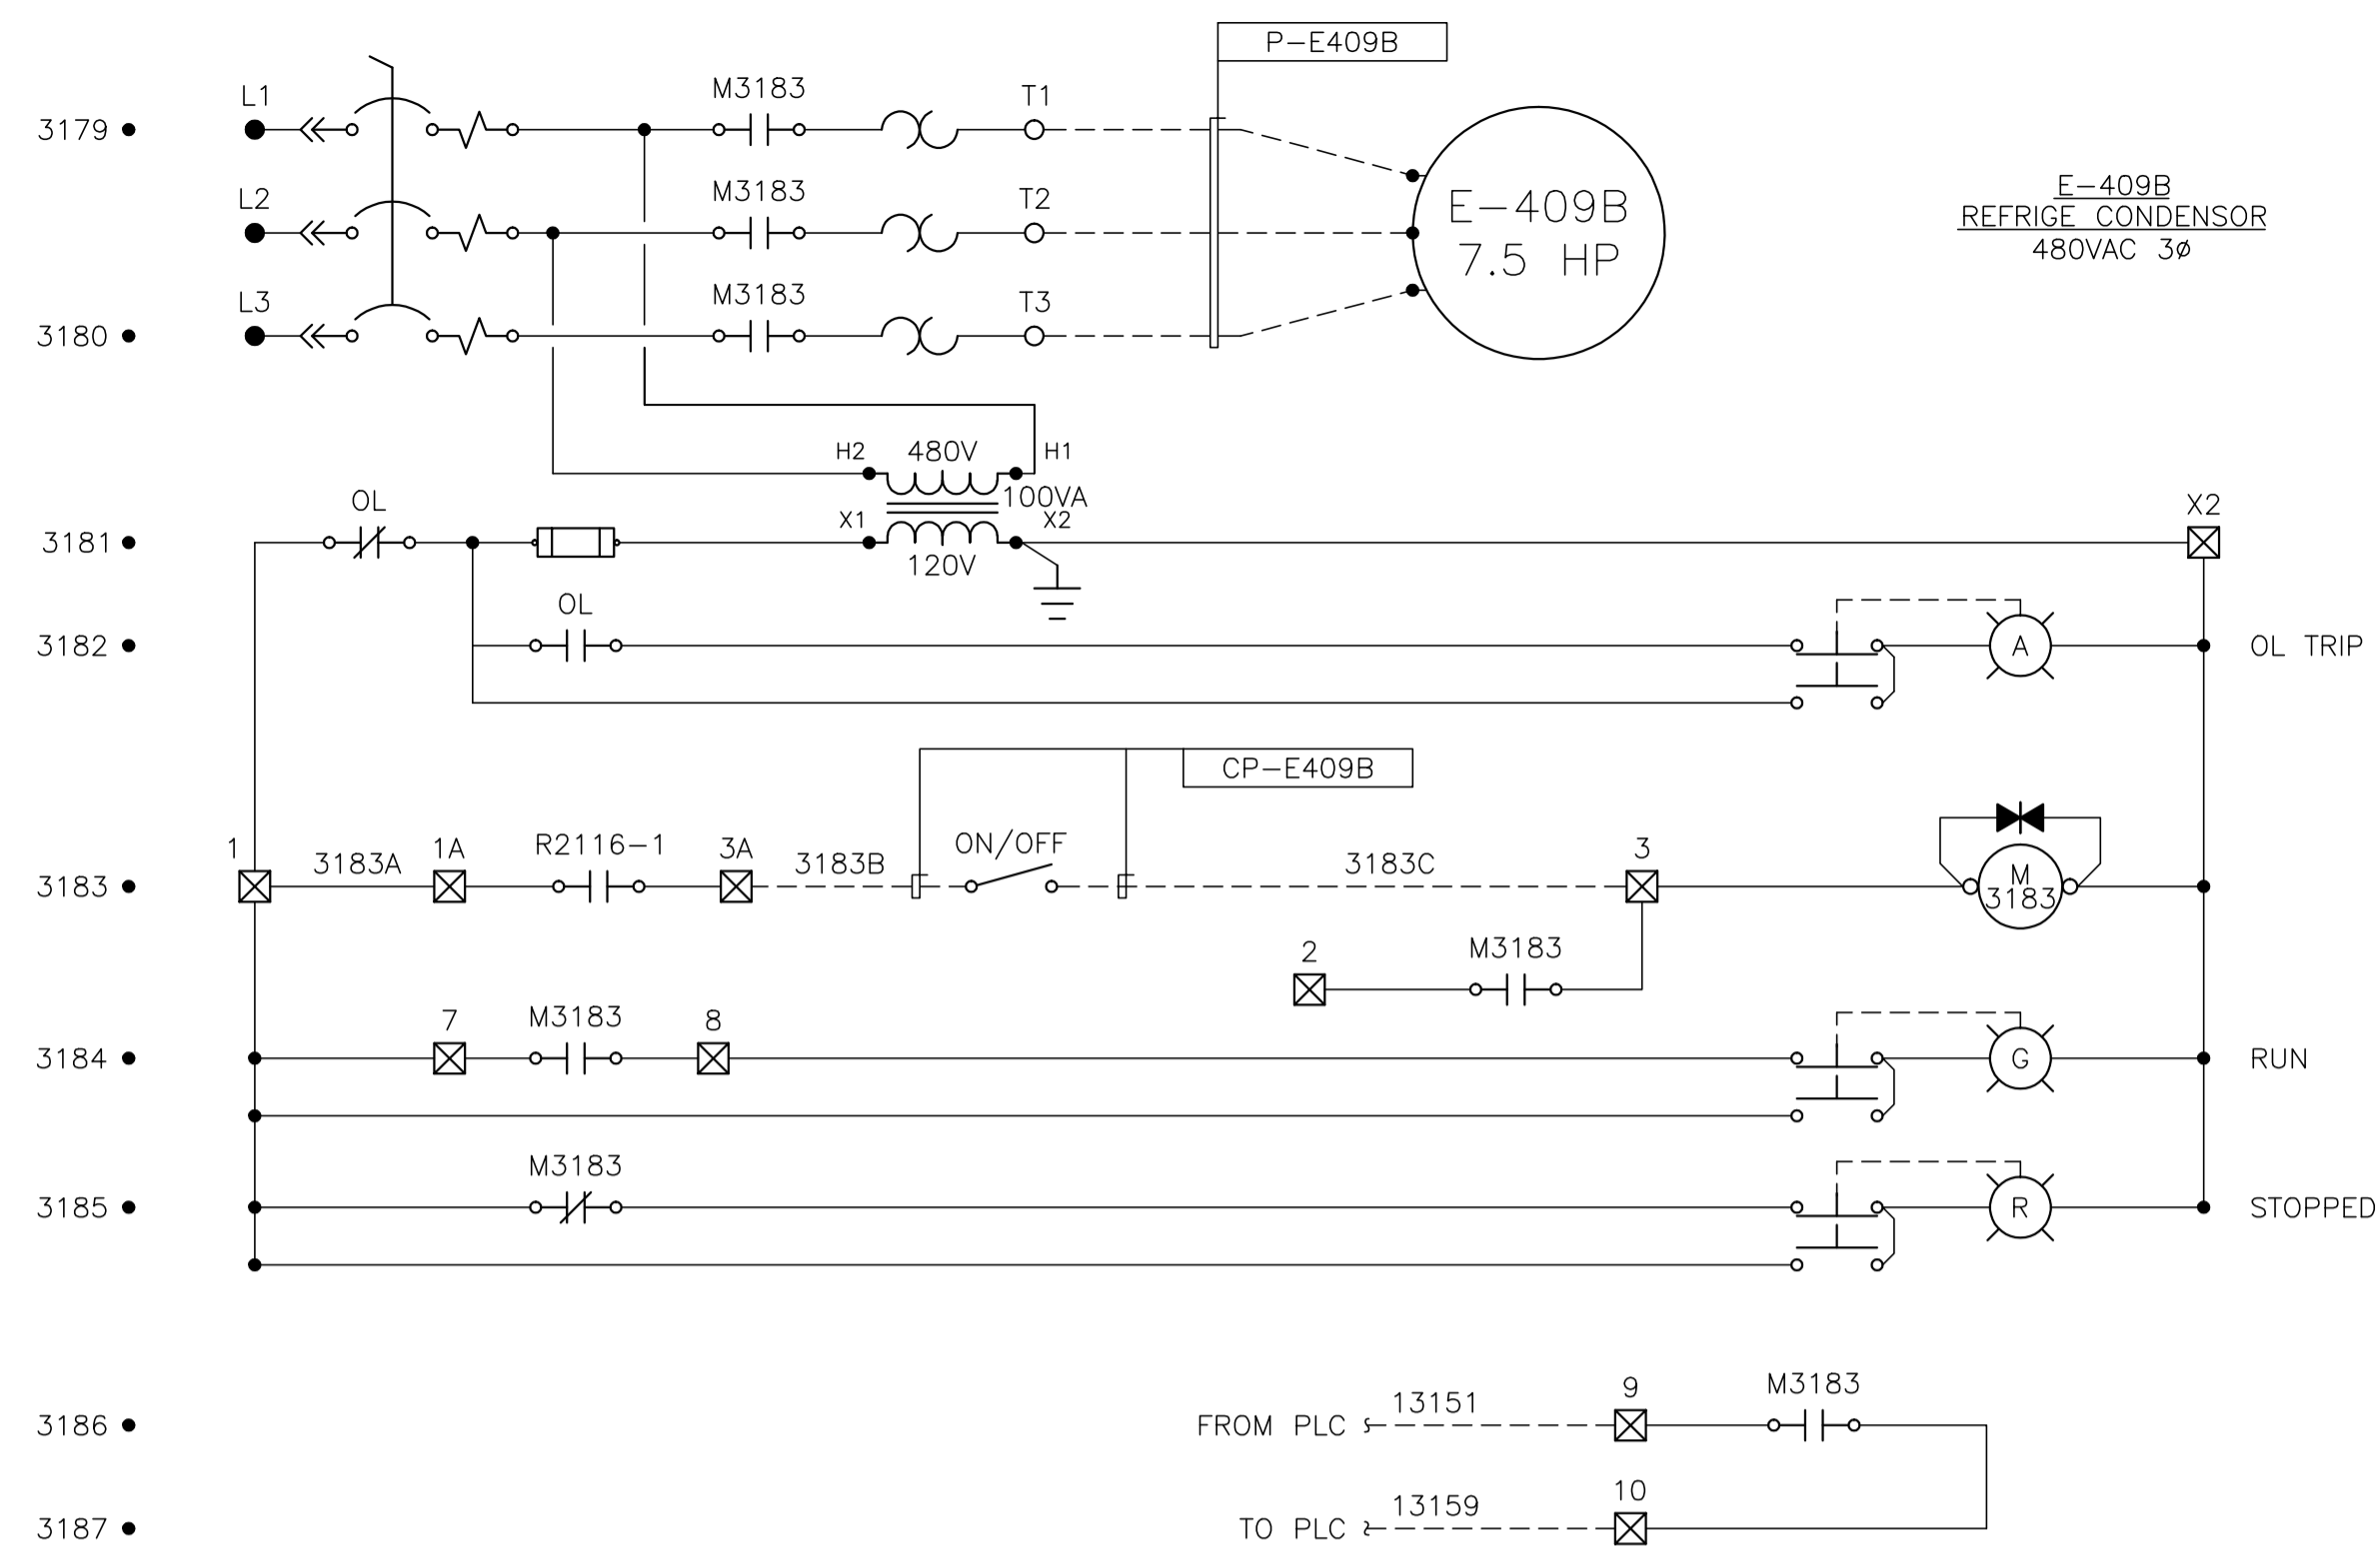 P-E409B
L1
M3183
T1
3179
L2
M3183
T2
E-409B
7.5 HP
E-409B
REFRIGE CONDENSOR
480VAC 3ø
L3
M3183
T3
3180
H2
480V
H1
100VA
OL
X1
X2
X2
3181
120V
OL
3182
A
OL TRIP
CP-E409B
1
3183A
1A
R2116-1
3A
3183B
ON/OFF
3183C
3
M
3183
3183
2
M3183
7
M3183
8
3184
G
RUN
M3183
3185
R
STOPPED
3186
FROM PLC
13151
9
M3183
3187
TO PLC
13159
10